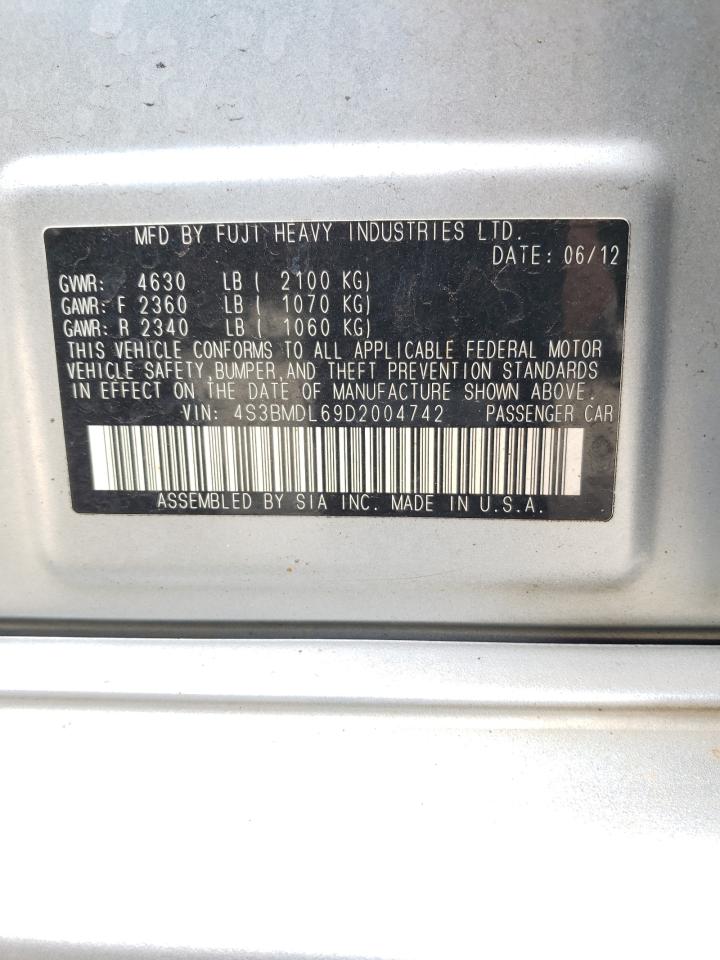 MFD BY FUJI HEAVY INDUSTRIES LTD.
DATE: 06/12
GVWR: 4630 LB ( 2100 KG)
GAWR: F 2360 LB ( 1070 KG)
GAWR: R 2340 LB ( 1060 KG)
THIS VEHICLE CONFORMS TO ALL APPLICABLE FEDERAL MOTOR
VEHICLE SAFETY, BUMPER, AND THEFT PREVENTION STANDARDS
IN EFFECT ON THE DATE OF MANUFACTURE SHOWN ABOVE.
VIN: 4S3BMDL69D2004742 PASSENGER CAR
ASSEMBLED BY SIA INC. MADE IN U.S.A.